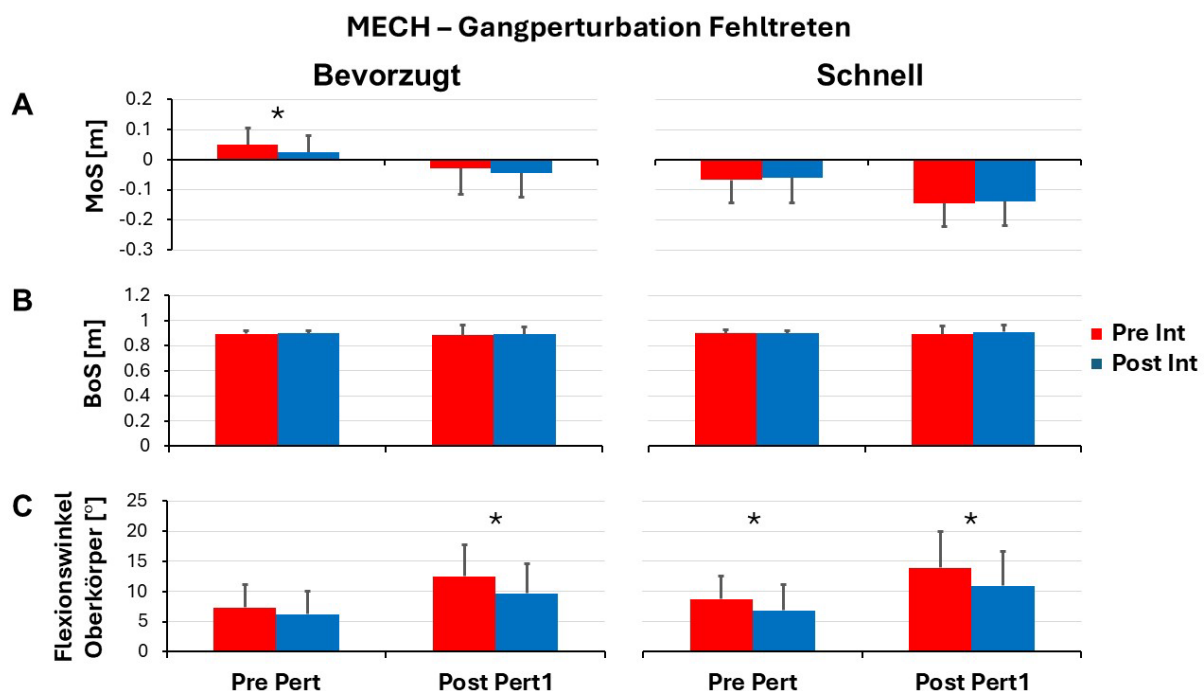 MECH – Gangperturbation Fehltreten
Bevorzugt
Schnell
A
MoS [m]
0.2
0.1
0
-0.1
-0.2
-0.3
*
B
BoS [m]
1.2
1
0.8
0.6
0.4
0.2
0
Pre Int
Post Int
C
Flexionswinkel
Oberkörper [°]
25
20
15
10
5
0
*
*
*
Pre Pert
Post Pert1
Pre Pert
Post Pert1